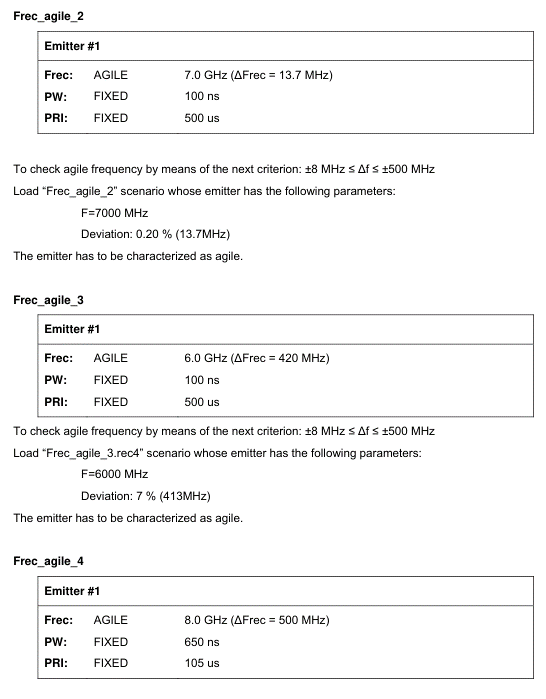 Frec_agile_2
Emitter #1
Frec: AGILE 7.0 GHz (ΔFrec = 13.7 MHz)
PW: FIXED 100 ns
PRI: FIXED 500 us
To check agile frequency by means of the next criterion: ±8 MHz ≤ Δf ≤ ±500 MHz
Load “Frec_agile_2” scenario whose emitter has the following parameters:
F=7000 MHz
Deviation: 0.20 % (13.7MHz)
The emitter has to be characterized as agile.
Frec_agile_3
Emitter #1
Frec: AGILE 6.0 GHz (ΔFrec = 420 MHz)
PW: FIXED 100 ns
PRI: FIXED 500 us
To check agile frequency by means of the next criterion: ±8 MHz ≤ Δf ≤ ±500 MHz
Load “Frec_agile_3.rec4” scenario whose emitter has the following parameters:
F=6000 MHz
Deviation: 7 % (413MHz)
The emitter has to be characterized as agile.
Frec_agile_4
Emitter #1
Frec: AGILE 8.0 GHz (ΔFrec = 500 MHz)
PW: FIXED 650 ns
PRI: FIXED 105 us